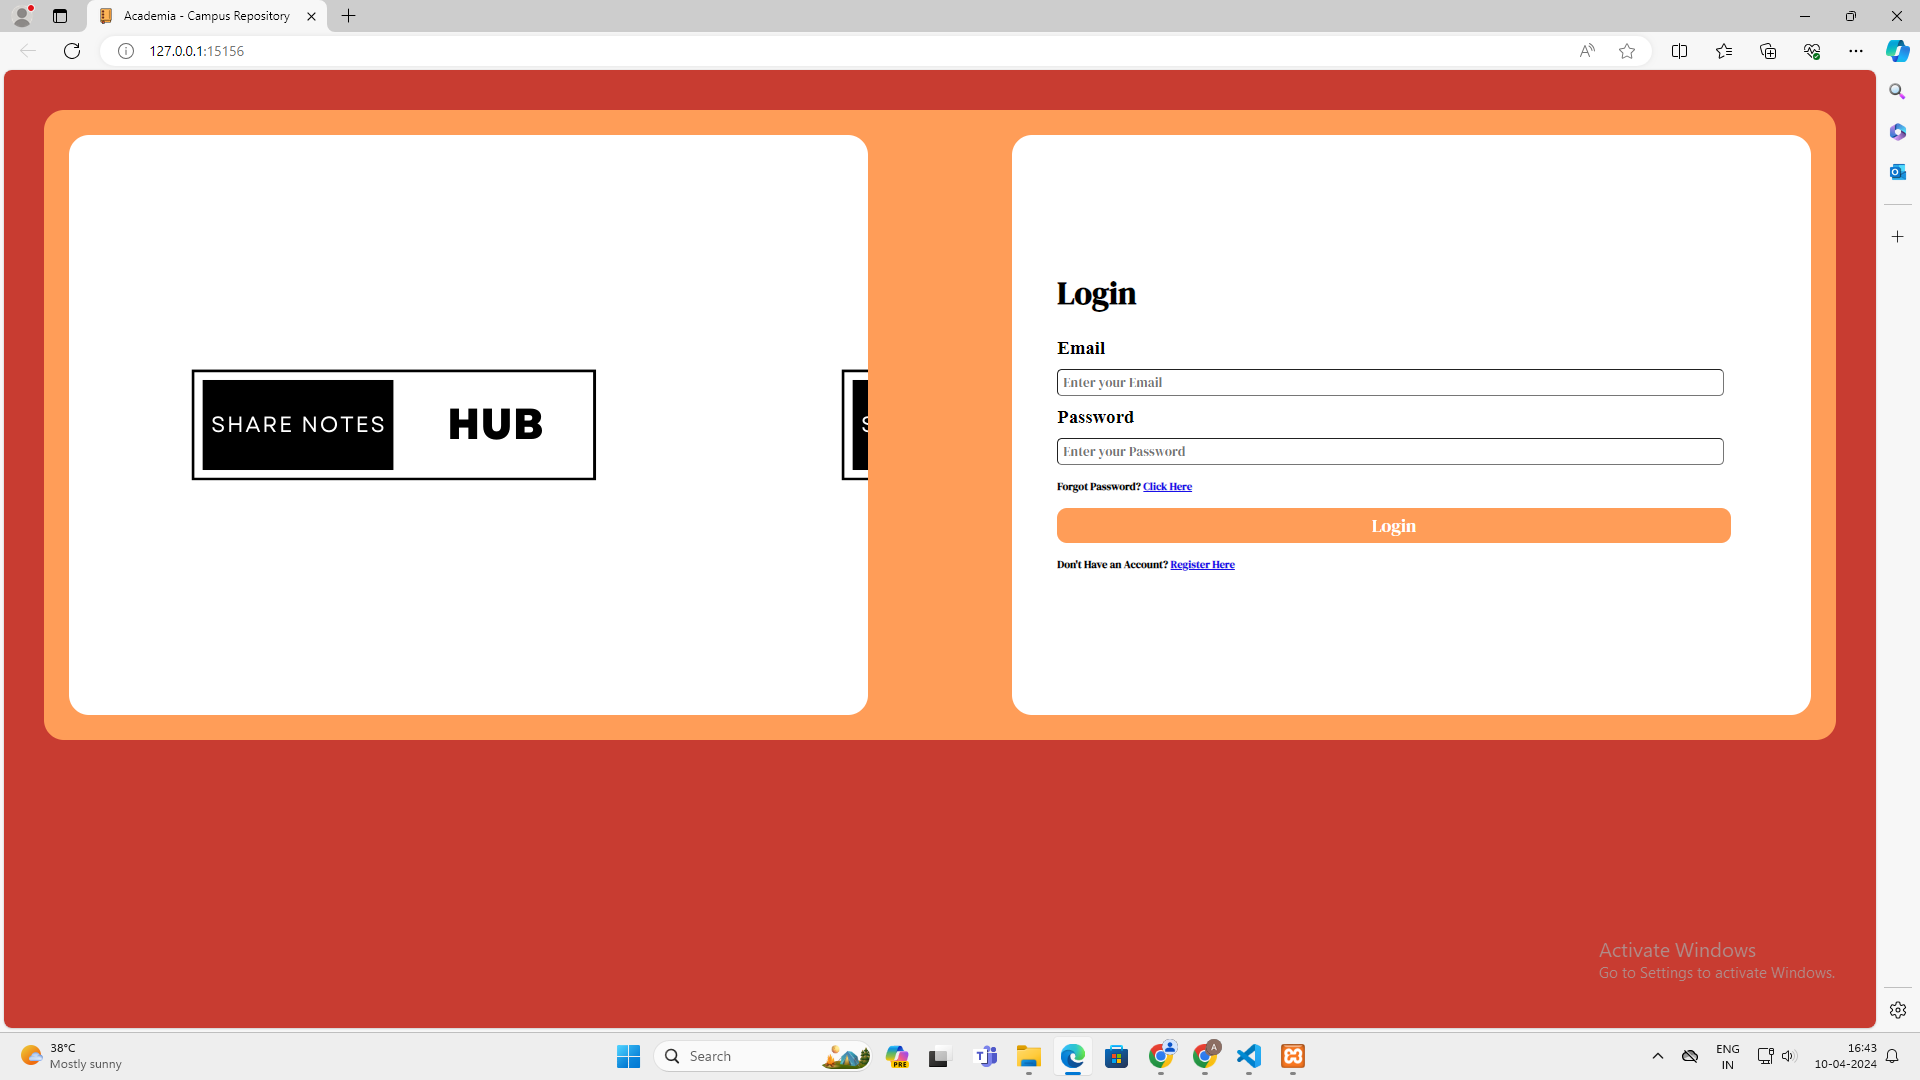 Academia - Campus Repository
127.0.0.1:15156
SHARE NOTES HUB
S
Login
Email
Enter your Email
Password
Enter your Password
Forgot Password? Click Here
Login
Don't Have an Account? Register Here
Activate Windows
Go to Settings to activate Windows.
38°C
Mostly sunny
Search
PRE
A
ENG
IN
16:43
10-04-2024